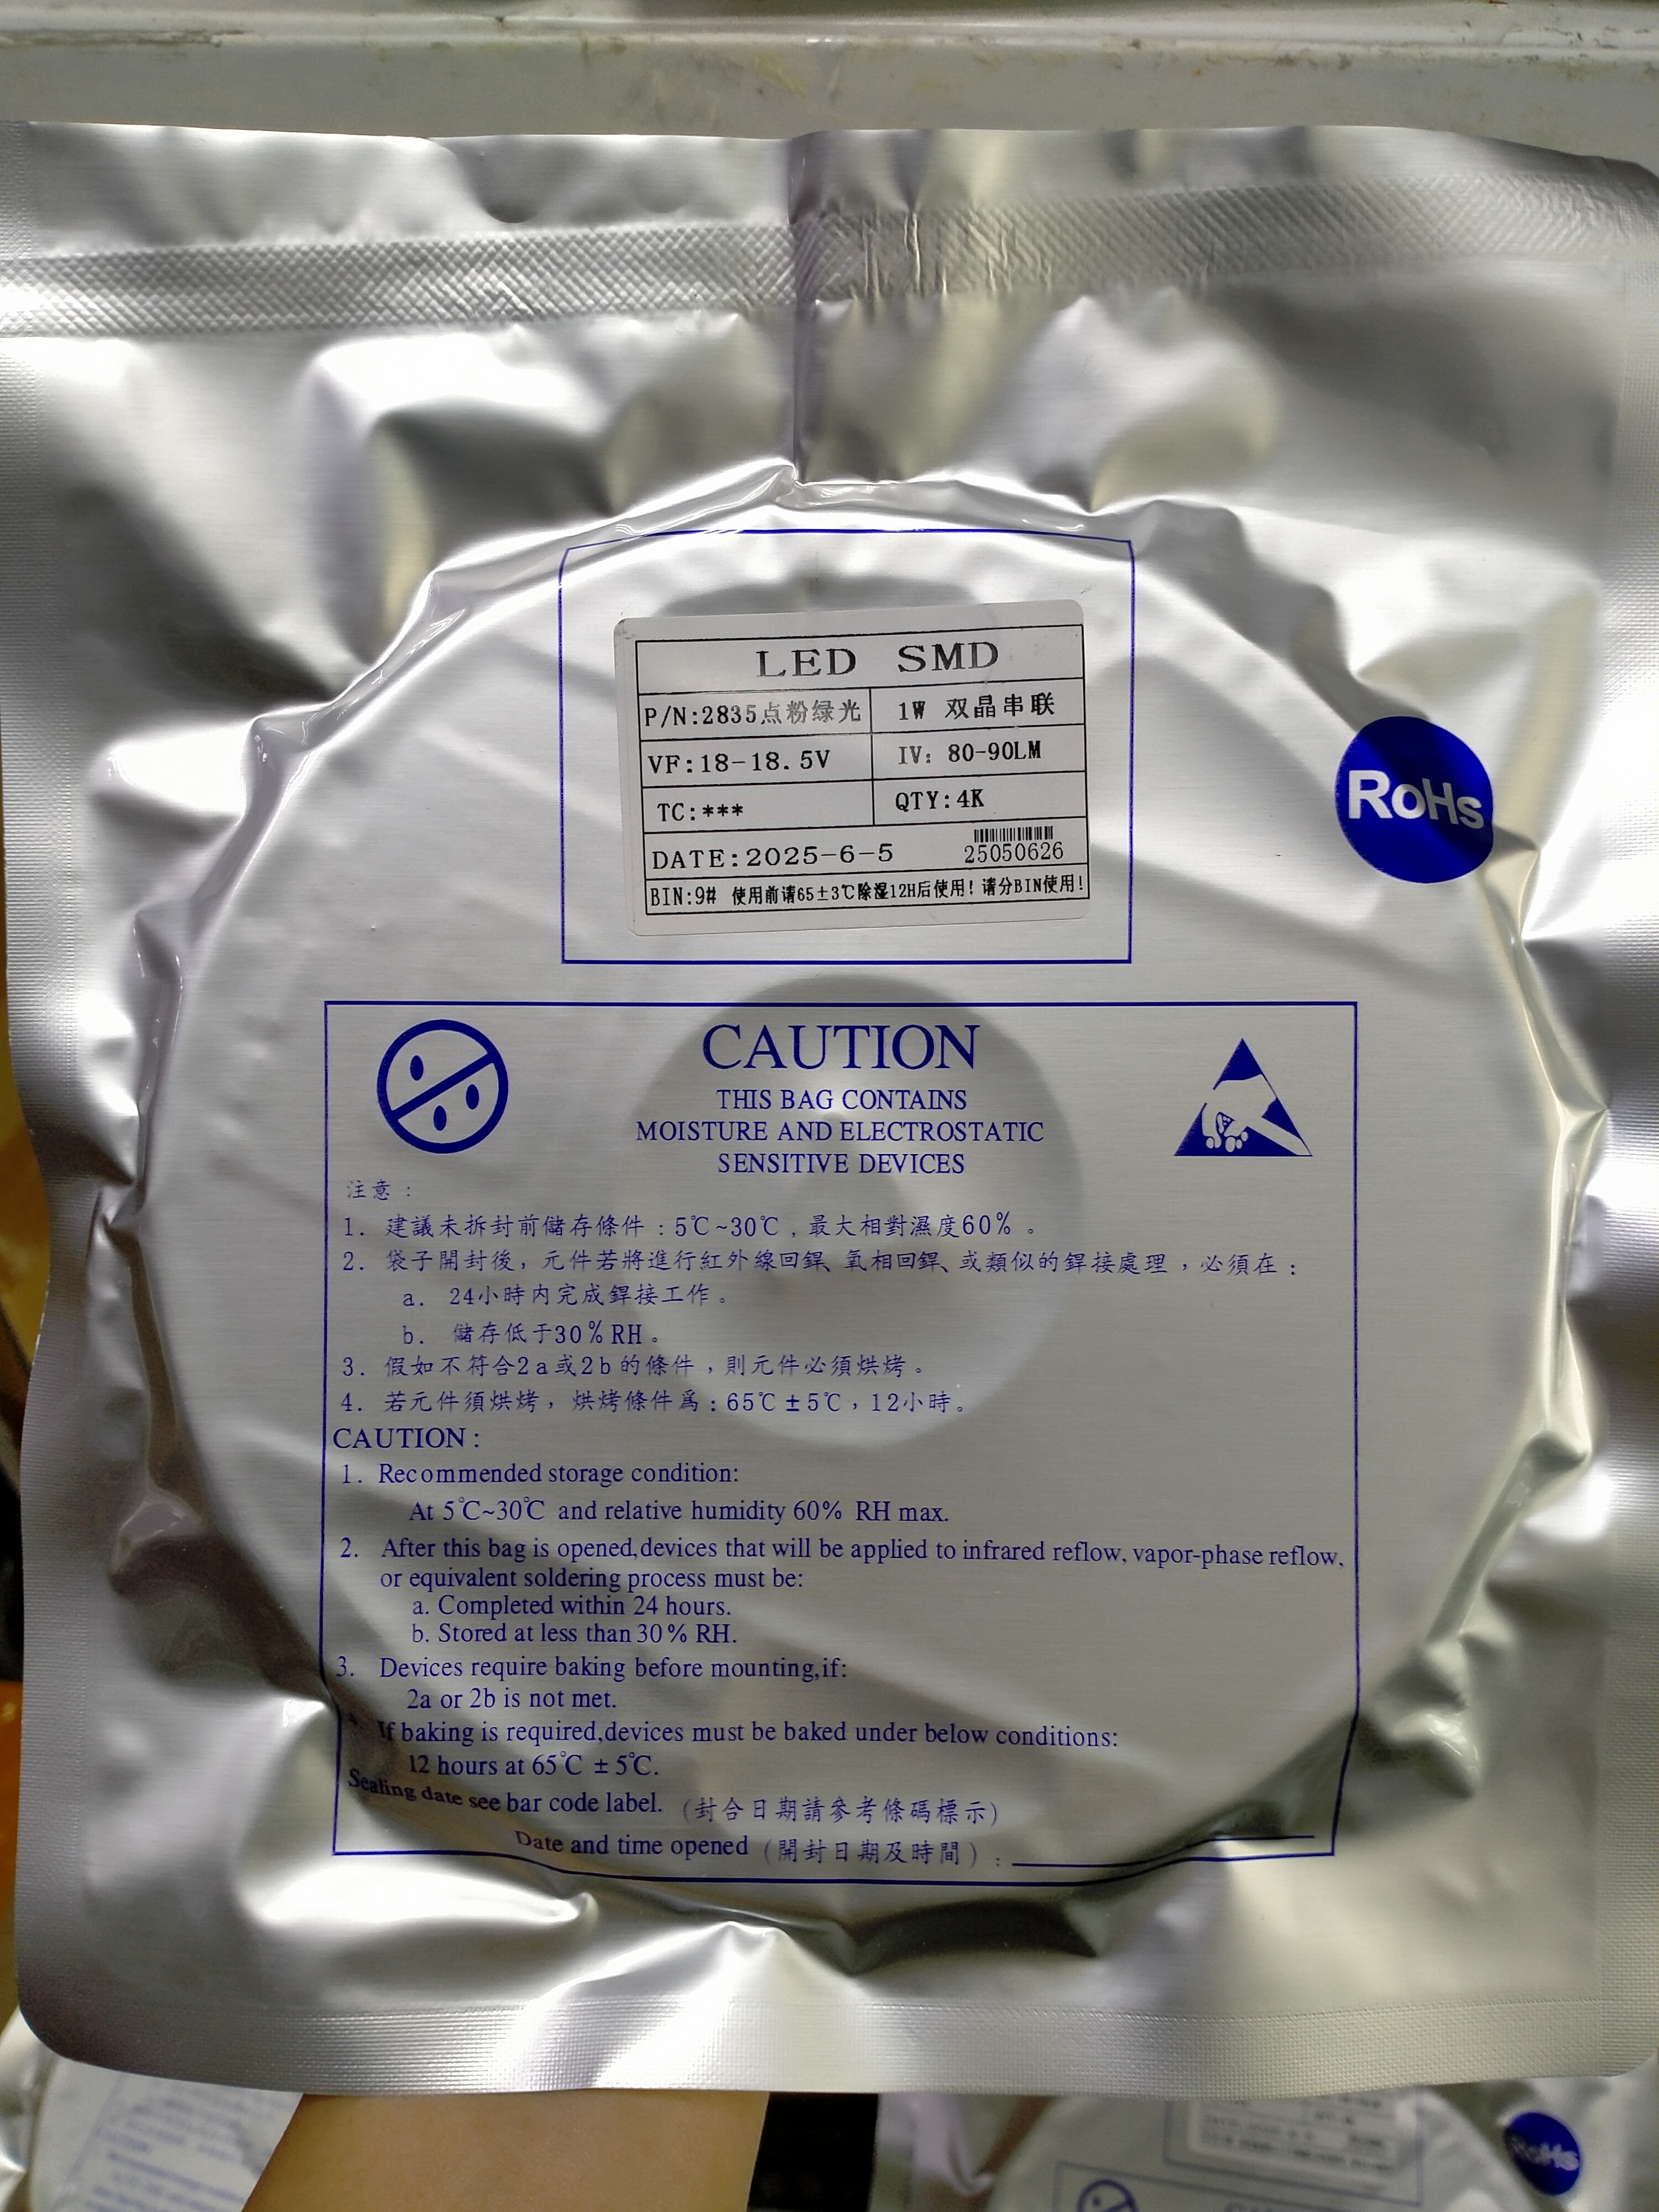 LED SMD
P/N:2835点粉绿光 1W 双晶串联
VF:18-18.5V IV: 80-90LM
TC:*** QTY:4K
DATE:2025-6-5 25050626
BIN:9# 使用前请65±3℃除湿12H后使用! 请分BIN使用!
RoHs
CAUTION
THIS BAG CONTAINS
MOISTURE AND ELECTROSTATIC
SENSITIVE DEVICES
注意：
1. 建議未拆封前儲存條件：5℃~30℃，最大相對濕度60%。
2. 袋子開封後，元件若將進行紅外線回銲、氧相回銲、或類似的銲接處理，必須在：
a. 24小時内完成銲接工作。
b. 儲存低于30% RH。
3. 假如不符合2a或2b的條件，則元件必須烘烤。
4. 若元件須烘烤，烘烤條件爲：65℃±5℃，12小時。
CAUTION:
1. Recommended storage condition:
At 5℃~30℃ and relative humidity 60% RH max.
2. After this bag is opened,devices that will be applied to infrared reflow, vapor-phase reflow,
or equivalent soldering process must be:
a. Completed within 24 hours.
b. Stored at less than 30% RH.
3. Devices require baking before mounting,if:
2a or 2b is not met.
If baking is required,devices must be baked under below conditions:
12 hours at 65℃ ± 5℃.
Sealing date see bar code label. (封合日期請參考條碼標示)
Date and time opened (開封日期及時間):
RoHs